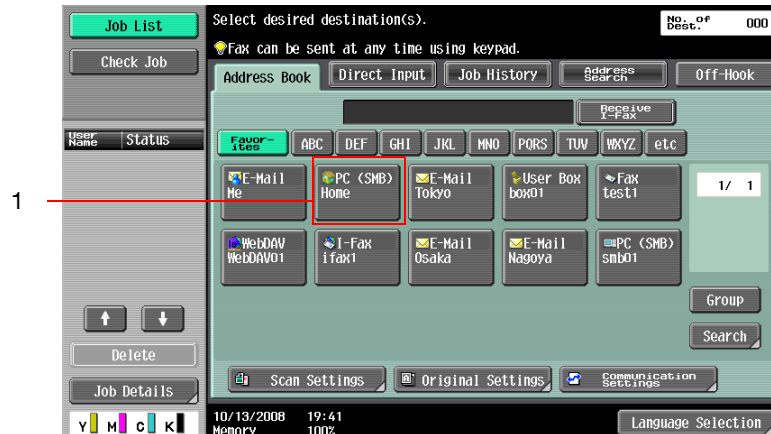 Job List
Check Job
User Name
Status
Delete
Job Details
Y M C K
Select desired destination(s).
No. of Dest. 000
Fax can be sent at any time using keypad.
Address Book
Direct Input
Job History
Address Search
Off-Hook
Receive I-Fax
Favor-ites
ABC
DEF
GHI
JKL
MNO
PQRS
TUV
WXYZ
etc
E-Mail
Me
PC (SMB)
Home
E-Mail
Tokyo
User Box
box01
Fax
test1
1/ 1
1
WebDAV
WebDAV01
I-Fax
ifax1
E-Mail
Osaka
E-Mail
Nagoya
PC (SMB)
smb01
Group
Search
Scan Settings
Original Settings
Communication Settings
10/13/2008 19:41
Memory 100%
Language Selection